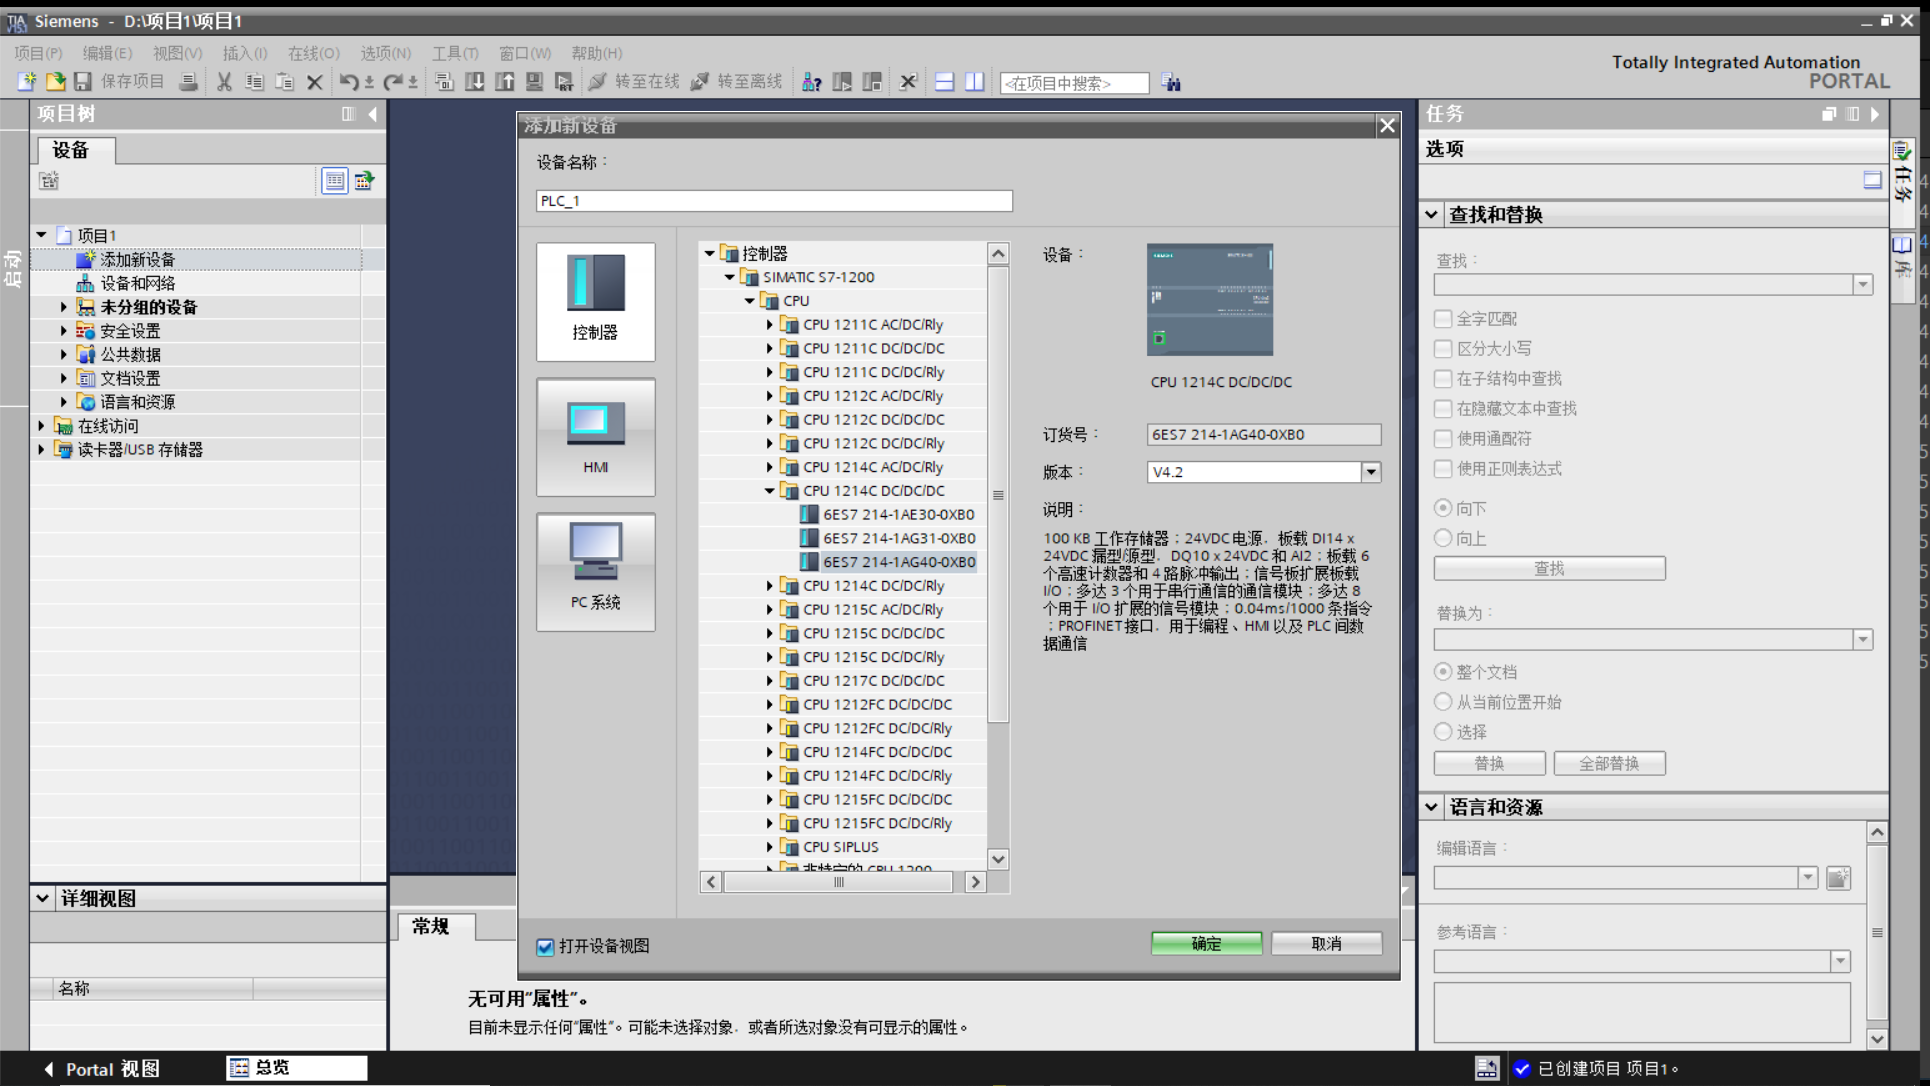 Siemens - D:\项目1\项目1
项目(P) 编辑(E) 视图(V) 插入(I) 在线(O) 选项(N) 工具(T) 窗口(W) 帮助(H)
保存项目 转至在线 转至离线 <在项目中搜索>
Totally Integrated Automation
PORTAL
项目树
设备
启动
项目1
添加新设备
设备和网络
未分组的设备
安全设置
公共数据
文档设置
语言和资源
在线访问
读卡器/USB 存储器
详细视图
名称
添加新设备
设备名称：
PLC_1
控制器
HMI
PC 系统
控制器
SIMATIC S7-1200
CPU
CPU 1211C AC/DC/Rly
CPU 1211C DC/DC/DC
CPU 1211C DC/DC/Rly
CPU 1212C AC/DC/Rly
CPU 1212C DC/DC/DC
CPU 1212C DC/DC/Rly
CPU 1214C AC/DC/Rly
CPU 1214C DC/DC/DC
6ES7 214-1AE30-0XB0
6ES7 214-1AG31-0XB0
6ES7 214-1AG40-0XB0
CPU 1214C DC/DC/Rly
CPU 1215C AC/DC/Rly
CPU 1215C DC/DC/DC
CPU 1215C DC/DC/Rly
CPU 1217C DC/DC/DC
CPU 1212FC DC/DC/DC
CPU 1212FC DC/DC/Rly
CPU 1214FC DC/DC/DC
CPU 1214FC DC/DC/Rly
CPU 1215FC DC/DC/DC
CPU 1215FC DC/DC/Rly
CPU SIPLUS
非特定的 CPU 1200
设备：
CPU 1214C DC/DC/DC
订货号：
6ES7 214-1AG40-0XB0
版本：
V4.2
说明：
100 KB 工作存储器；24VDC 电源，板载 DI14 x
24VDC 漏型/源型，DQ10 x 24VDC 和 AI2；板载 6
个高速计数器和 4 路脉冲输出；信号板扩展板载
I/O；多达 3 个用于串行通信的通信模块；多达 8
个用于 I/O 扩展的信号模块；0.04ms/1000 条指令
；PROFINET 接口，用于编程、HMI 以及 PLC 间数
据通信
打开设备视图
确定
取消
常规
无可用“属性”。
目前未显示任何“属性”。可能未选择对象，或者所选对象没有可显示的属性。
任务
选项
查找和替换
查找：
全字匹配
区分大小写
在子结构中查找
在隐藏文本中查找
使用通配符
使用正则表达式
向下
向上
查找
替换为：
整个文档
从当前位置开始
选择
替换
全部替换
语言和资源
编辑语言：
参考语言：
任务
库
Portal 视图
总览
已创建项目 项目1。